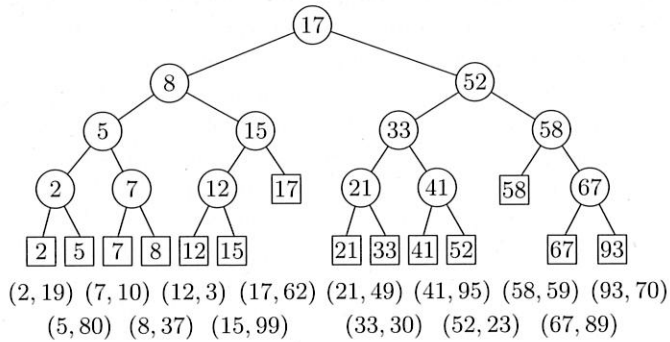 17
8 52
5 15 33 58
2 7 12 17 21 41 58 67
2 5 7 8 12 15 21 33 41 52 67 93
(2, 19) (7, 10) (12, 3) (17, 62) (21, 49) (41, 95) (58, 59) (93, 70)
(5, 80) (8, 37) (15, 99) (33, 30) (52, 23) (67, 89)